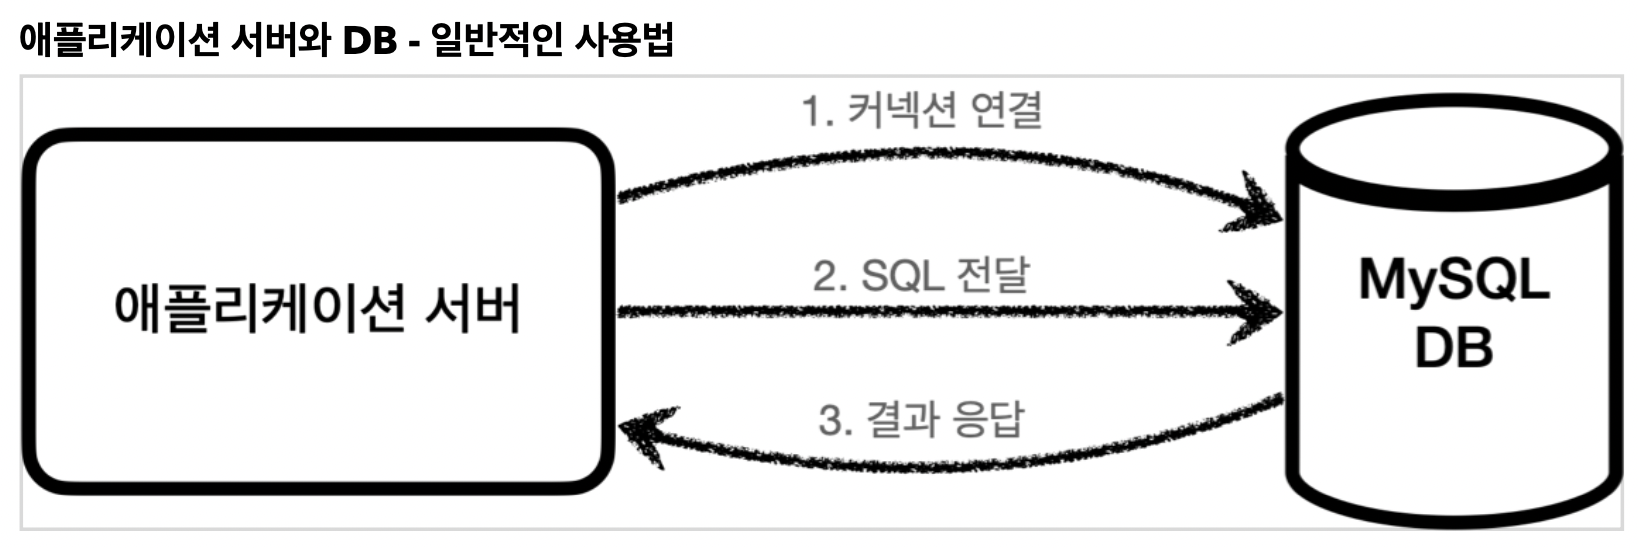 애플리케이션 서버와 DB - 일반적인 사용법
1. 커넥션 연결
애플리케이션 서버
2. SQL 전달
MySQL
DB
3. 결과 응답